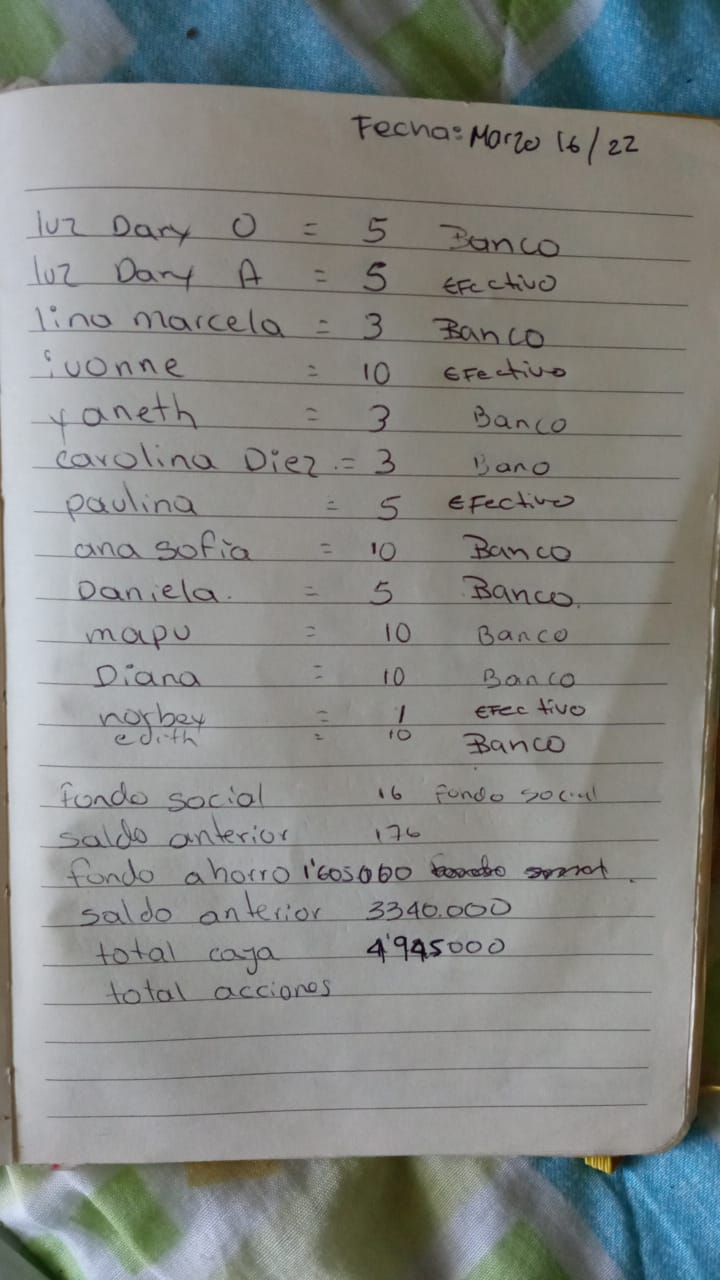 Fecha: Marzo 16/22
luz Dary O = 5 Banco
luz Dary A = 5 EFectivo
lina marcela = 3 Banco
ivonne = 10 EFectivo
yaneth = 3 Banco
carolina Diez .= 3 Bano
paulina = 5 EFectivo
ana sofia = 10 Banco
Daniela. = 5 Banco.
mapu = 10 Banco
Diana = 10 Banco
norbey = 1 EFectivo
edith = 10 Banco
fondo social 16 fondo social
saldo anterior 176
fondo ahorro 1'605000
saldo anterior 3340.000
total caja 4'945000
total acciones